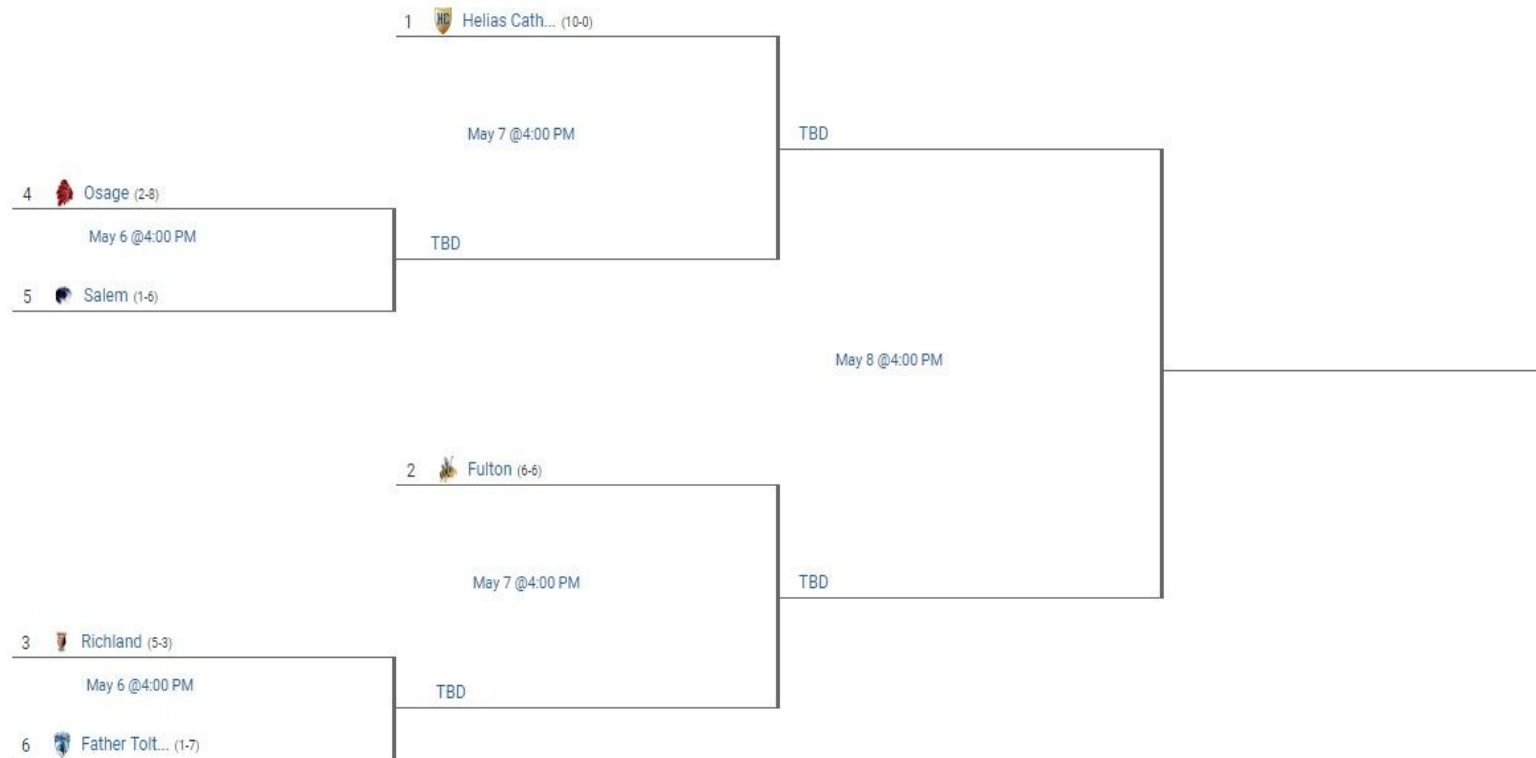 1 HC Helias Cath... (10-0)
May 7 @4:00 PM
TBD
4 Osage (2-8)
May 6 @4:00 PM
TBD
5 Salem (1-6)
May 8 @4:00 PM
2 Fulton (6-6)
May 7 @4:00 PM
TBD
3 Richland (5-3)
May 6 @4:00 PM
TBD
6 Father Tolt... (1-7)